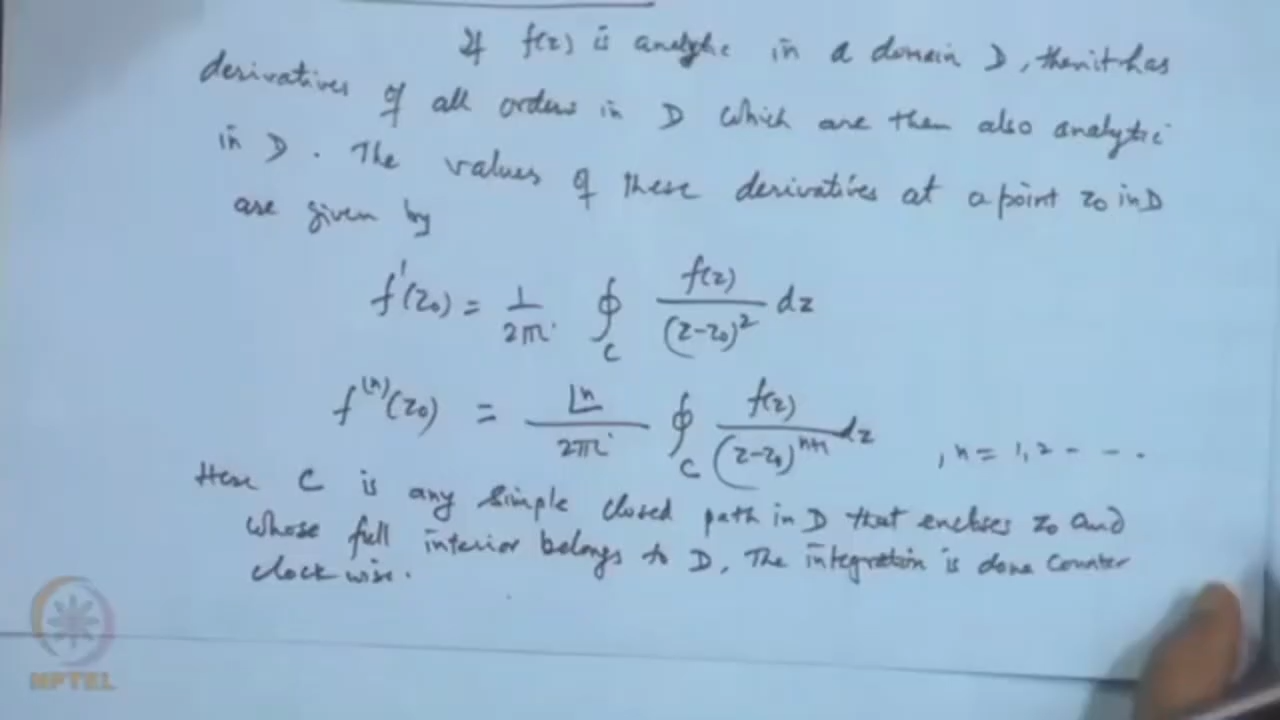 If f(z) is analytic in a domain D, then it has
derivatives of all orders in D which are then also analytic
in D. The values of these derivatives at a point z0 in D
are given by
f'(z0) = 1/2πi ∮C f(z)/(z-z0)^2 dz
f^(n)(z0) = |n/2πi ∮C f(z)/(z-z0)^n+1 dz , n = 1, 2 - - .
Here C is any simple closed path in D that encloses z0 and
whose full interior belongs to D, The integration is done counter
clockwise.
NPTEL